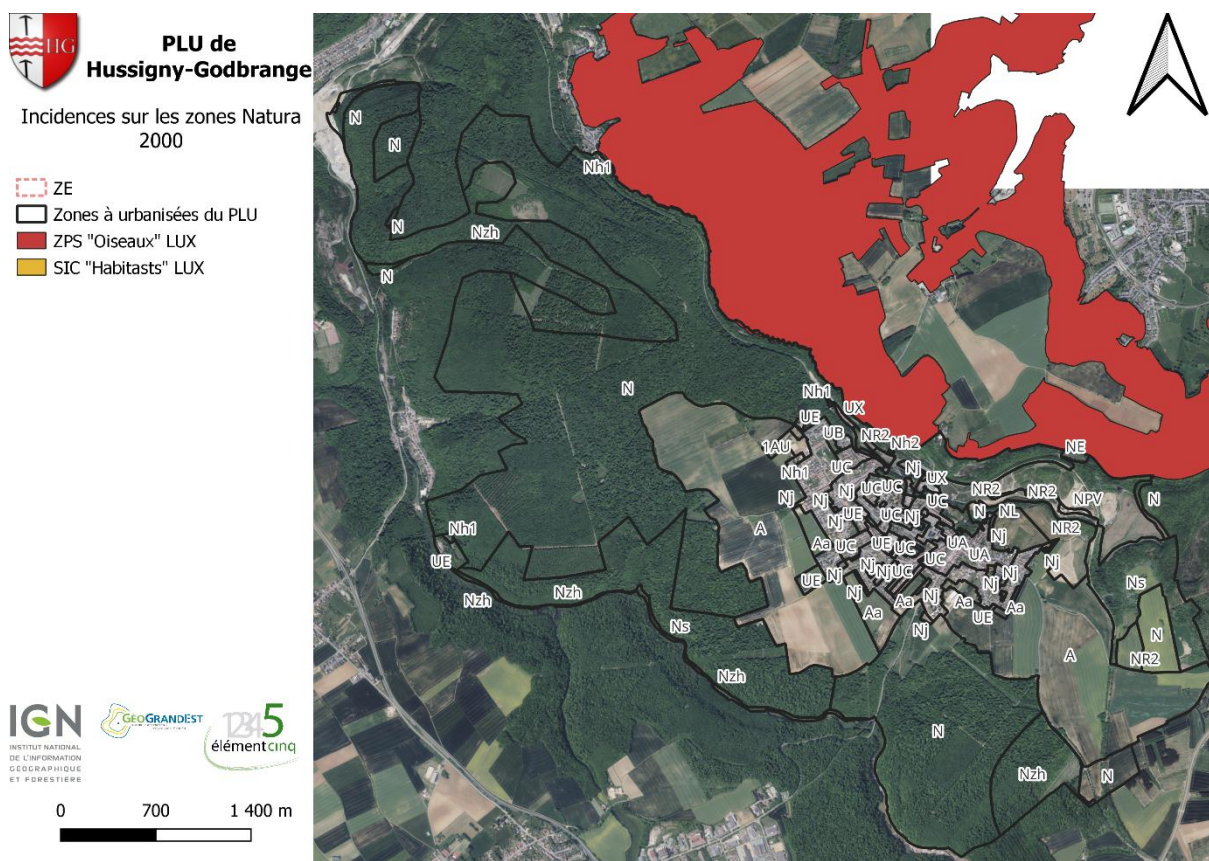 HG
PLU de
Hussigny-Godbrange
Incidences sur les zones Natura
2000
ZE
Zones à urbanisées du PLU
ZPS "Oiseaux" LUX
SIC "Habitasts" LUX
IGN
INSTITUT NATIONAL
DE L'INFORMATION
GÉOGRAPHIQUE
ET FORESTIÈRE
GÉOGRANDEST
12345
élémentcinq
0 700 1 400 m
N
N
Nh1
N
Nzh
N
N
Nh1
UX
UE
UB
NR2
Nh2
1AU
UC
Nj
Nh1
UX
Nj
UC
UC
Nj
Nj
UC
NR2
NR2
NPV
N
NE
Nj
UE
UC
Nj
N
NL
NR2
A
Aa
UC
UE
UC
UA
UA
Nj
Nj
UC
Nj
Nj
Nj
UC
Nj
Nj
UE
Nj
Aa
Nj
Aa
Aa
Aa
UE
Nj
Nh1
UE
Nzh
Nzh
Ns
Nzh
A
Ns
N
NR2
N
Nzh
N